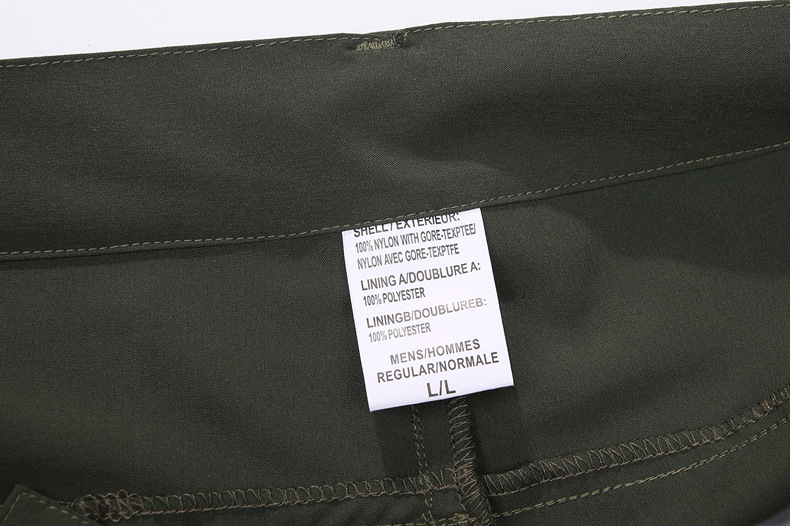 SHELL/EXTERIEUR:
100% NYLON WITH GORE-TEXPTEE/
NYLON AVEC GORE-TEXPTFE
LINING A/DOUBLURE A:
100% POLYESTER
LININGB/DOUBLUREB:
100% POLYESTER
MENS/HOMMES
REGULAR/NORMALE
L/L